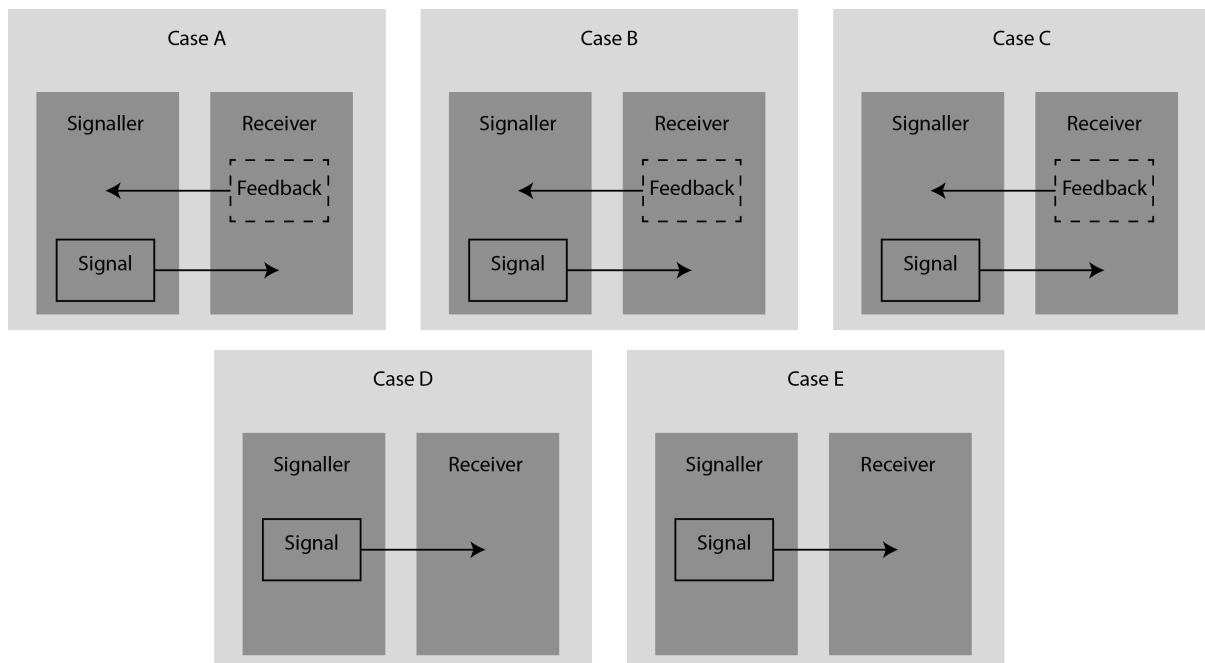 Case A
Signaller
Receiver
Feedback
Signal
Case B
Signaller
Receiver
Feedback
Signal
Case C
Signaller
Receiver
Feedback
Signal
Case D
Signaller
Receiver
Signal
Case E
Signaller
Receiver
Signal